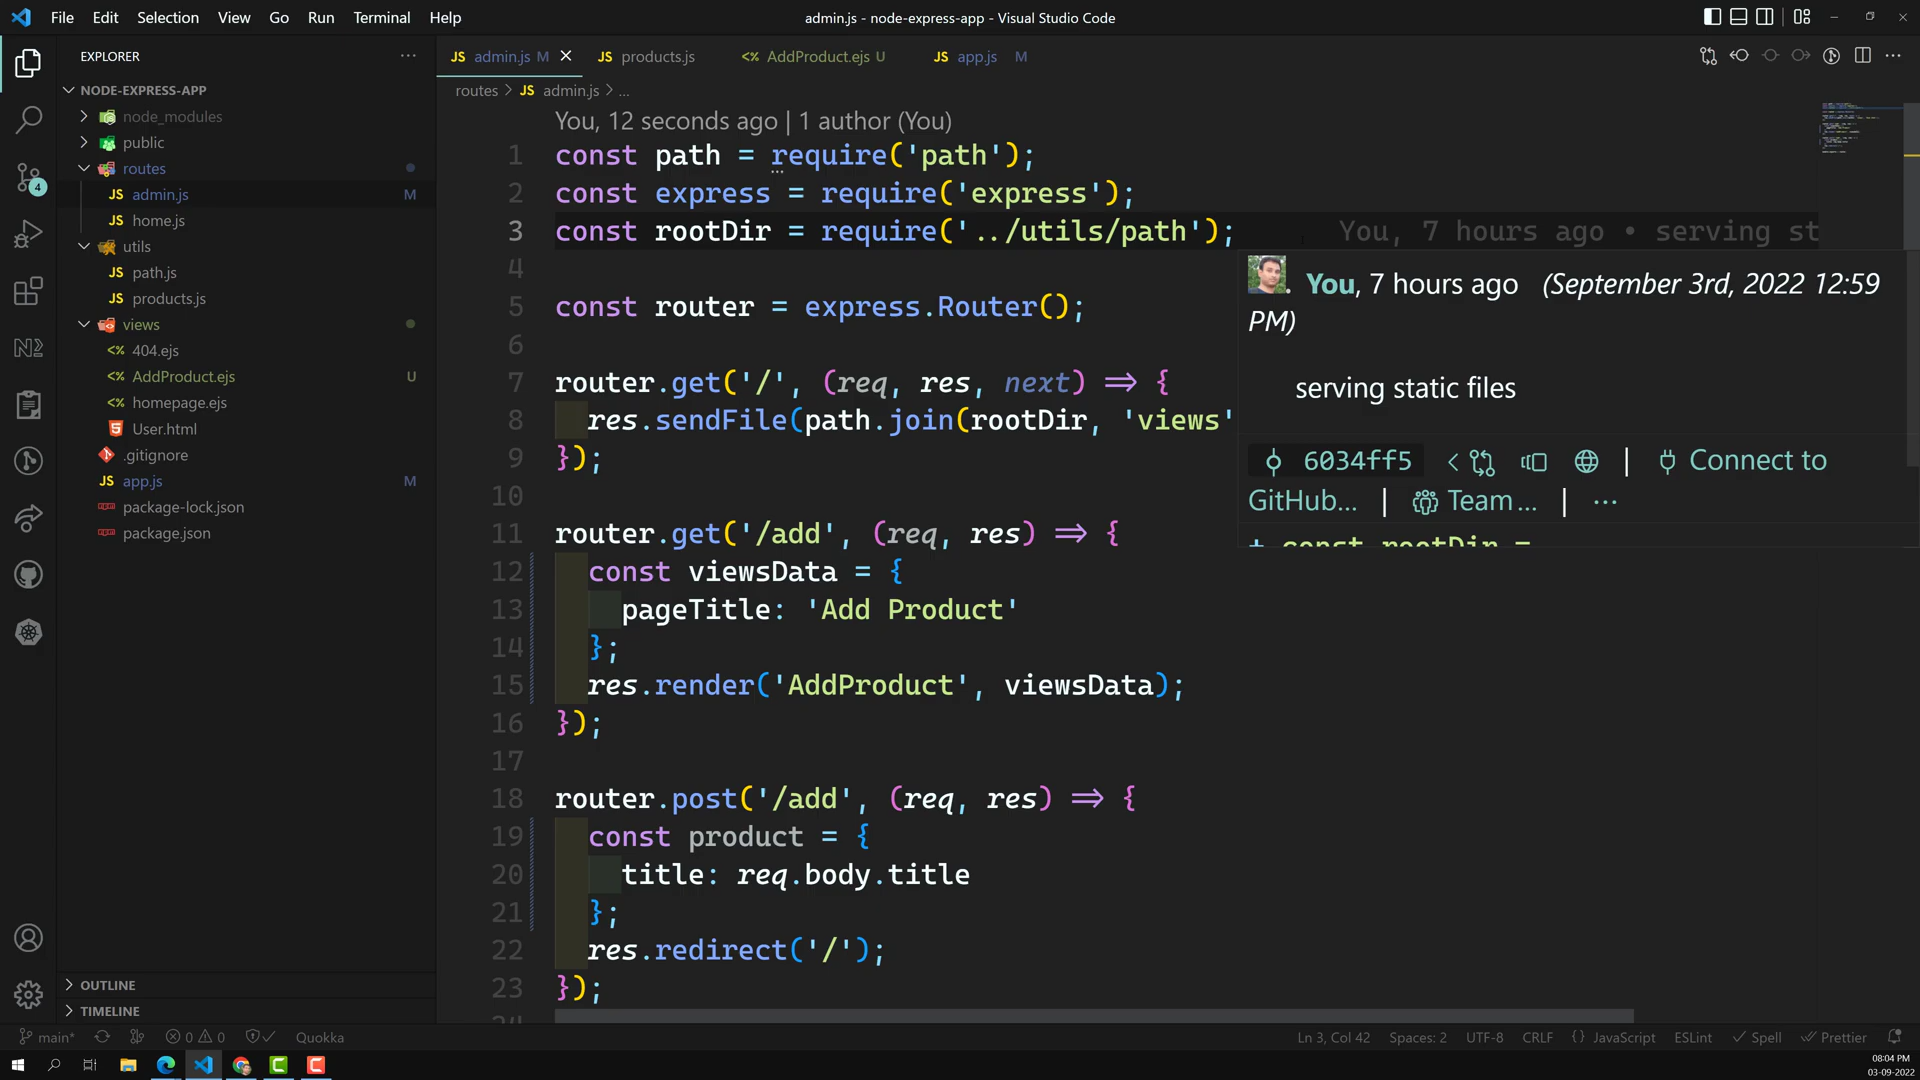 File Edit Selection View Go Run Terminal Help
admin.js - node-express-app - Visual Studio Code
EXPLORER
NODE-EXPRESS-APP
node_modules
public
routes
JS admin.js M
JS home.js
utils
JS path.js
JS products.js
views
<% 404.ejs
<% AddProduct.ejs U
<% homepage.ejs
User.html
.gitignore
JS app.js M
package-lock.json
package.json
OUTLINE
TIMELINE
4
JS admin.js M
JS products.js
<% AddProduct.ejs U
JS app.js M
routes > JS admin.js > ...
You, 12 seconds ago | 1 author (You)
1 const path = require('path');
2 const express = require('express');
3 const rootDir = require('../utils/path'); You, 7 hours ago • serving st
4
5 const router = express.Router();
6
7 router.get('/', (req, res, next) => {
8 res.sendFile(path.join(rootDir, 'views'
9 });
10
11 router.get('/add', (req, res) => {
12 const viewsData = {
13 pageTitle: 'Add Product'
14 };
15 res.render('AddProduct', viewsData);
16 });
17
18 router.post('/add', (req, res) => {
19 const product = {
20 title: req.body.title
21 };
22 res.redirect('/');
23 });
You, 7 hours ago (September 3rd, 2022 12:59
PM)
serving static files
6034ff5 | Connect to
GitHub... | Team... | ...
+ const rootDir =
main* 0 0 Quokka
Ln 3, Col 42 Spaces: 2 UTF-8 CRLF {} JavaScript ESLint Spell Prettier
08:04 PM
03-09-2022